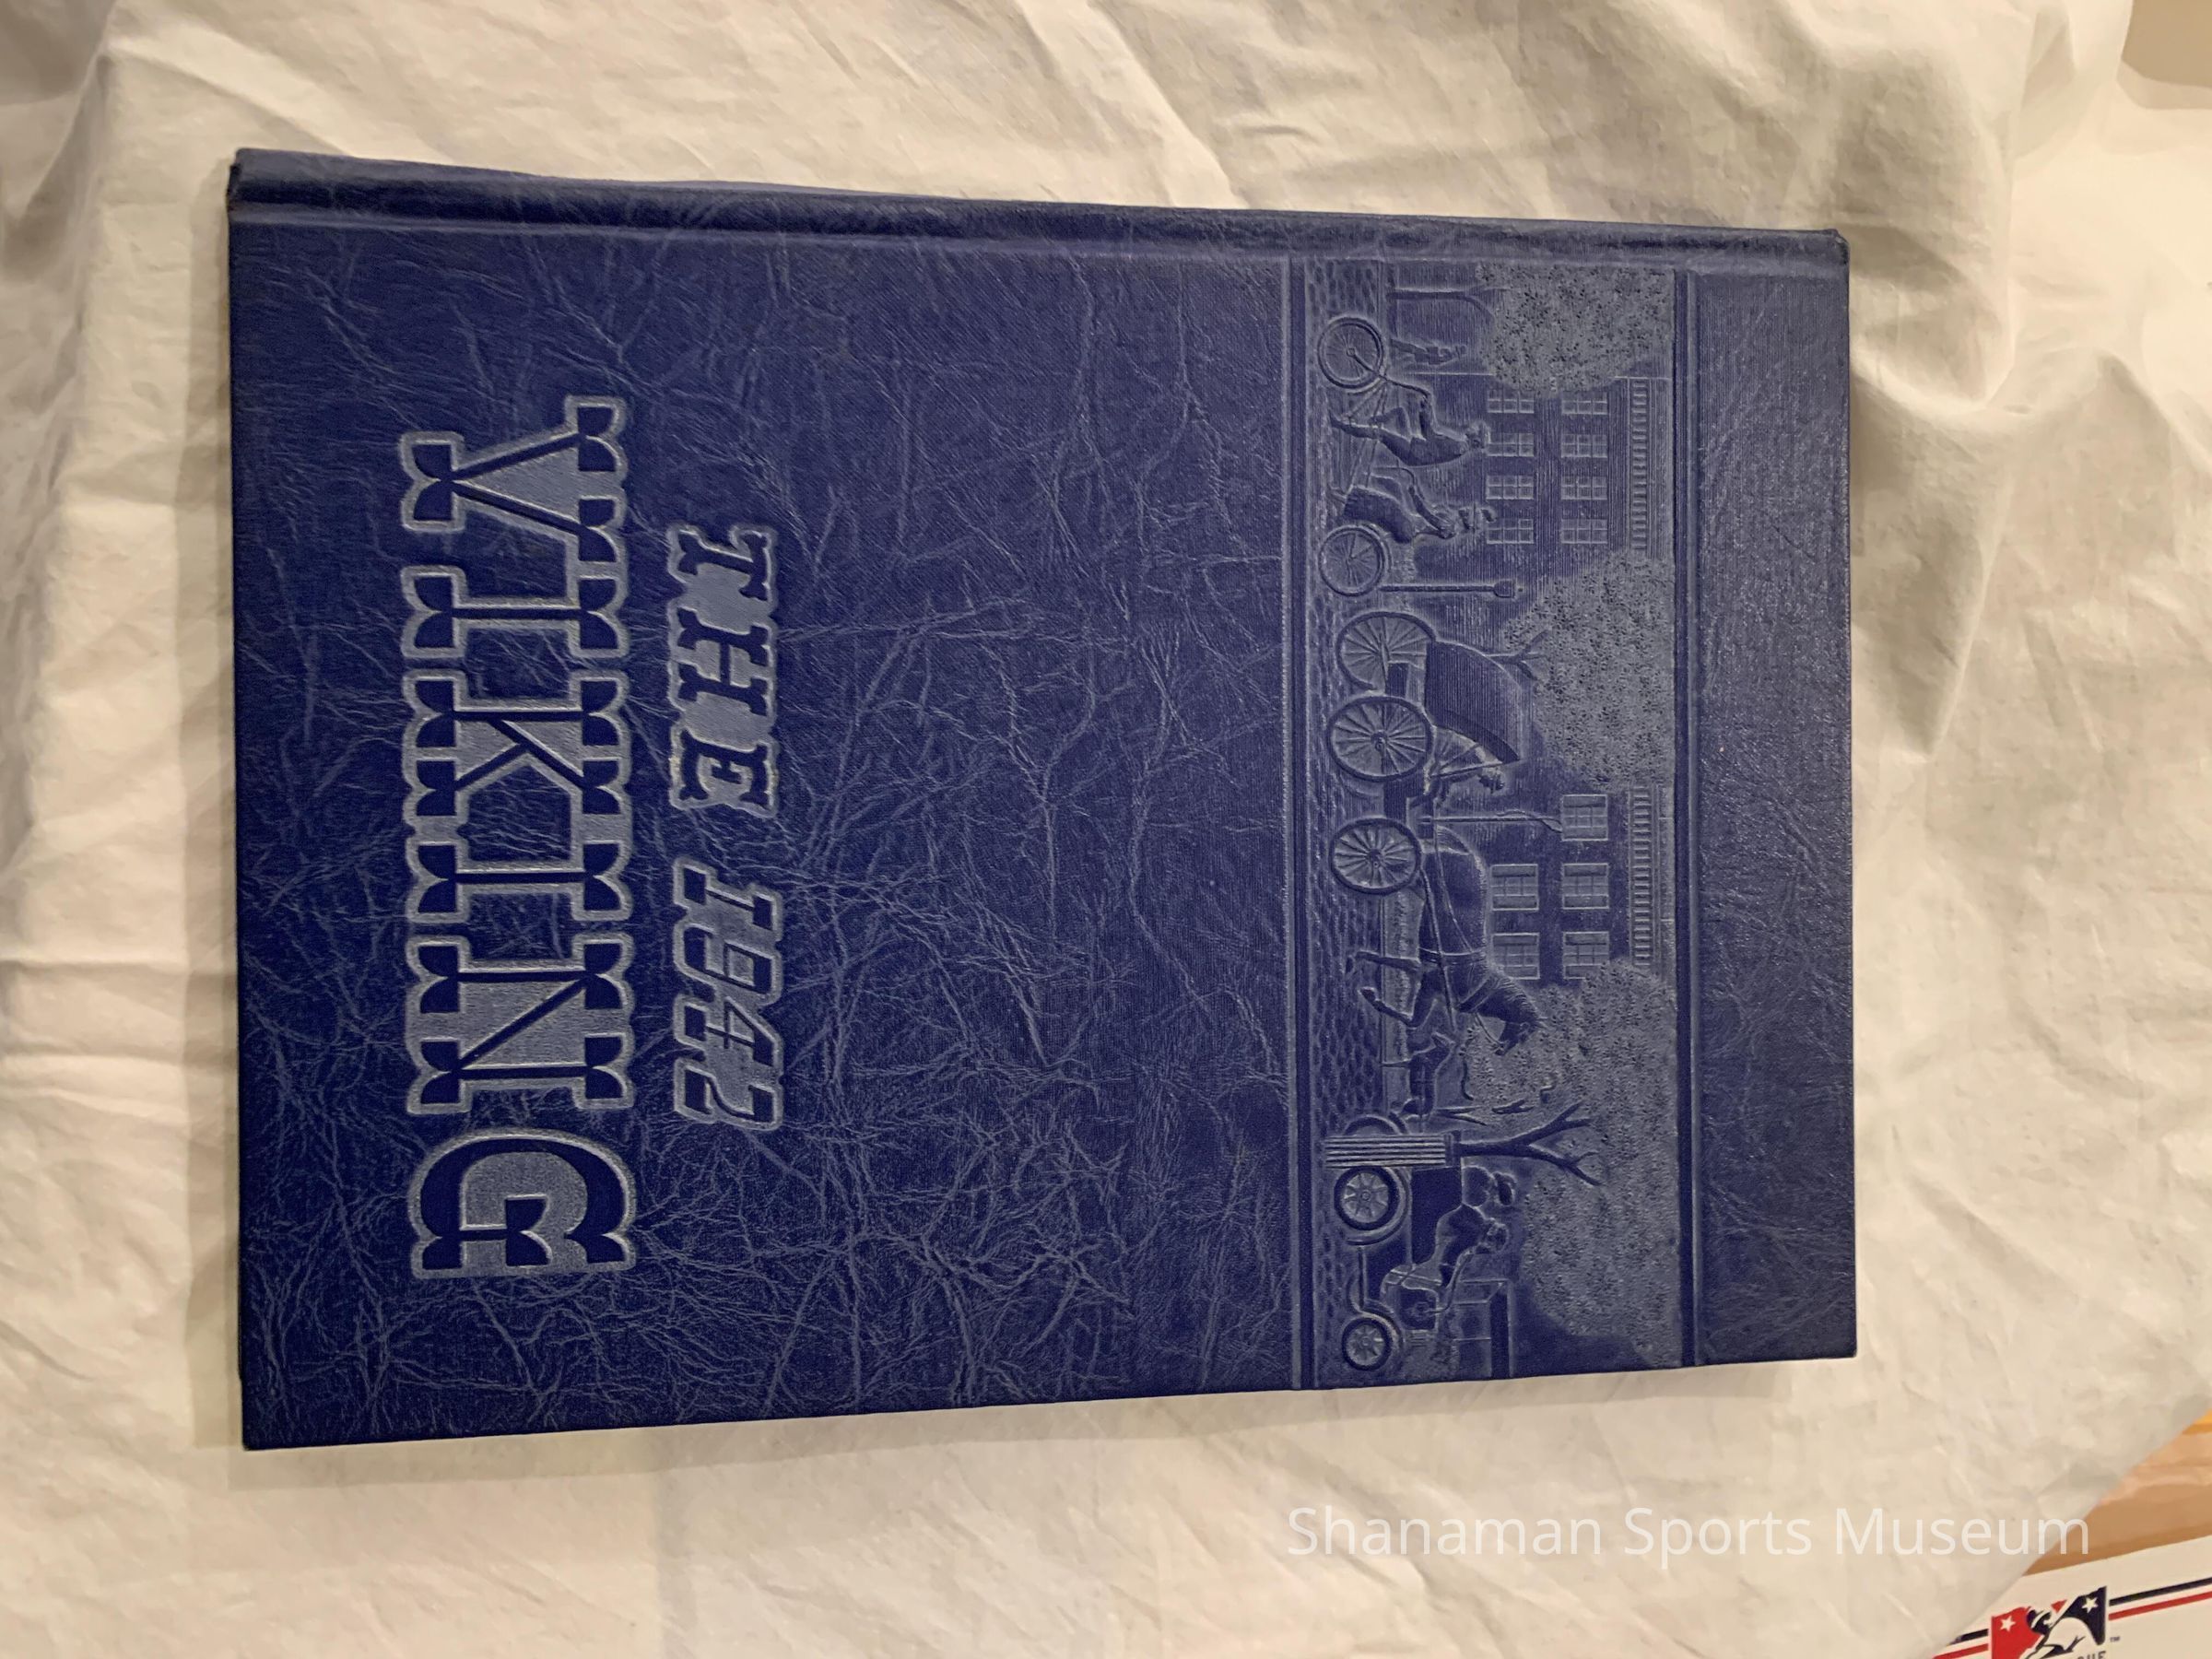 THE 1942
VIKING
Shanaman Sports Museum